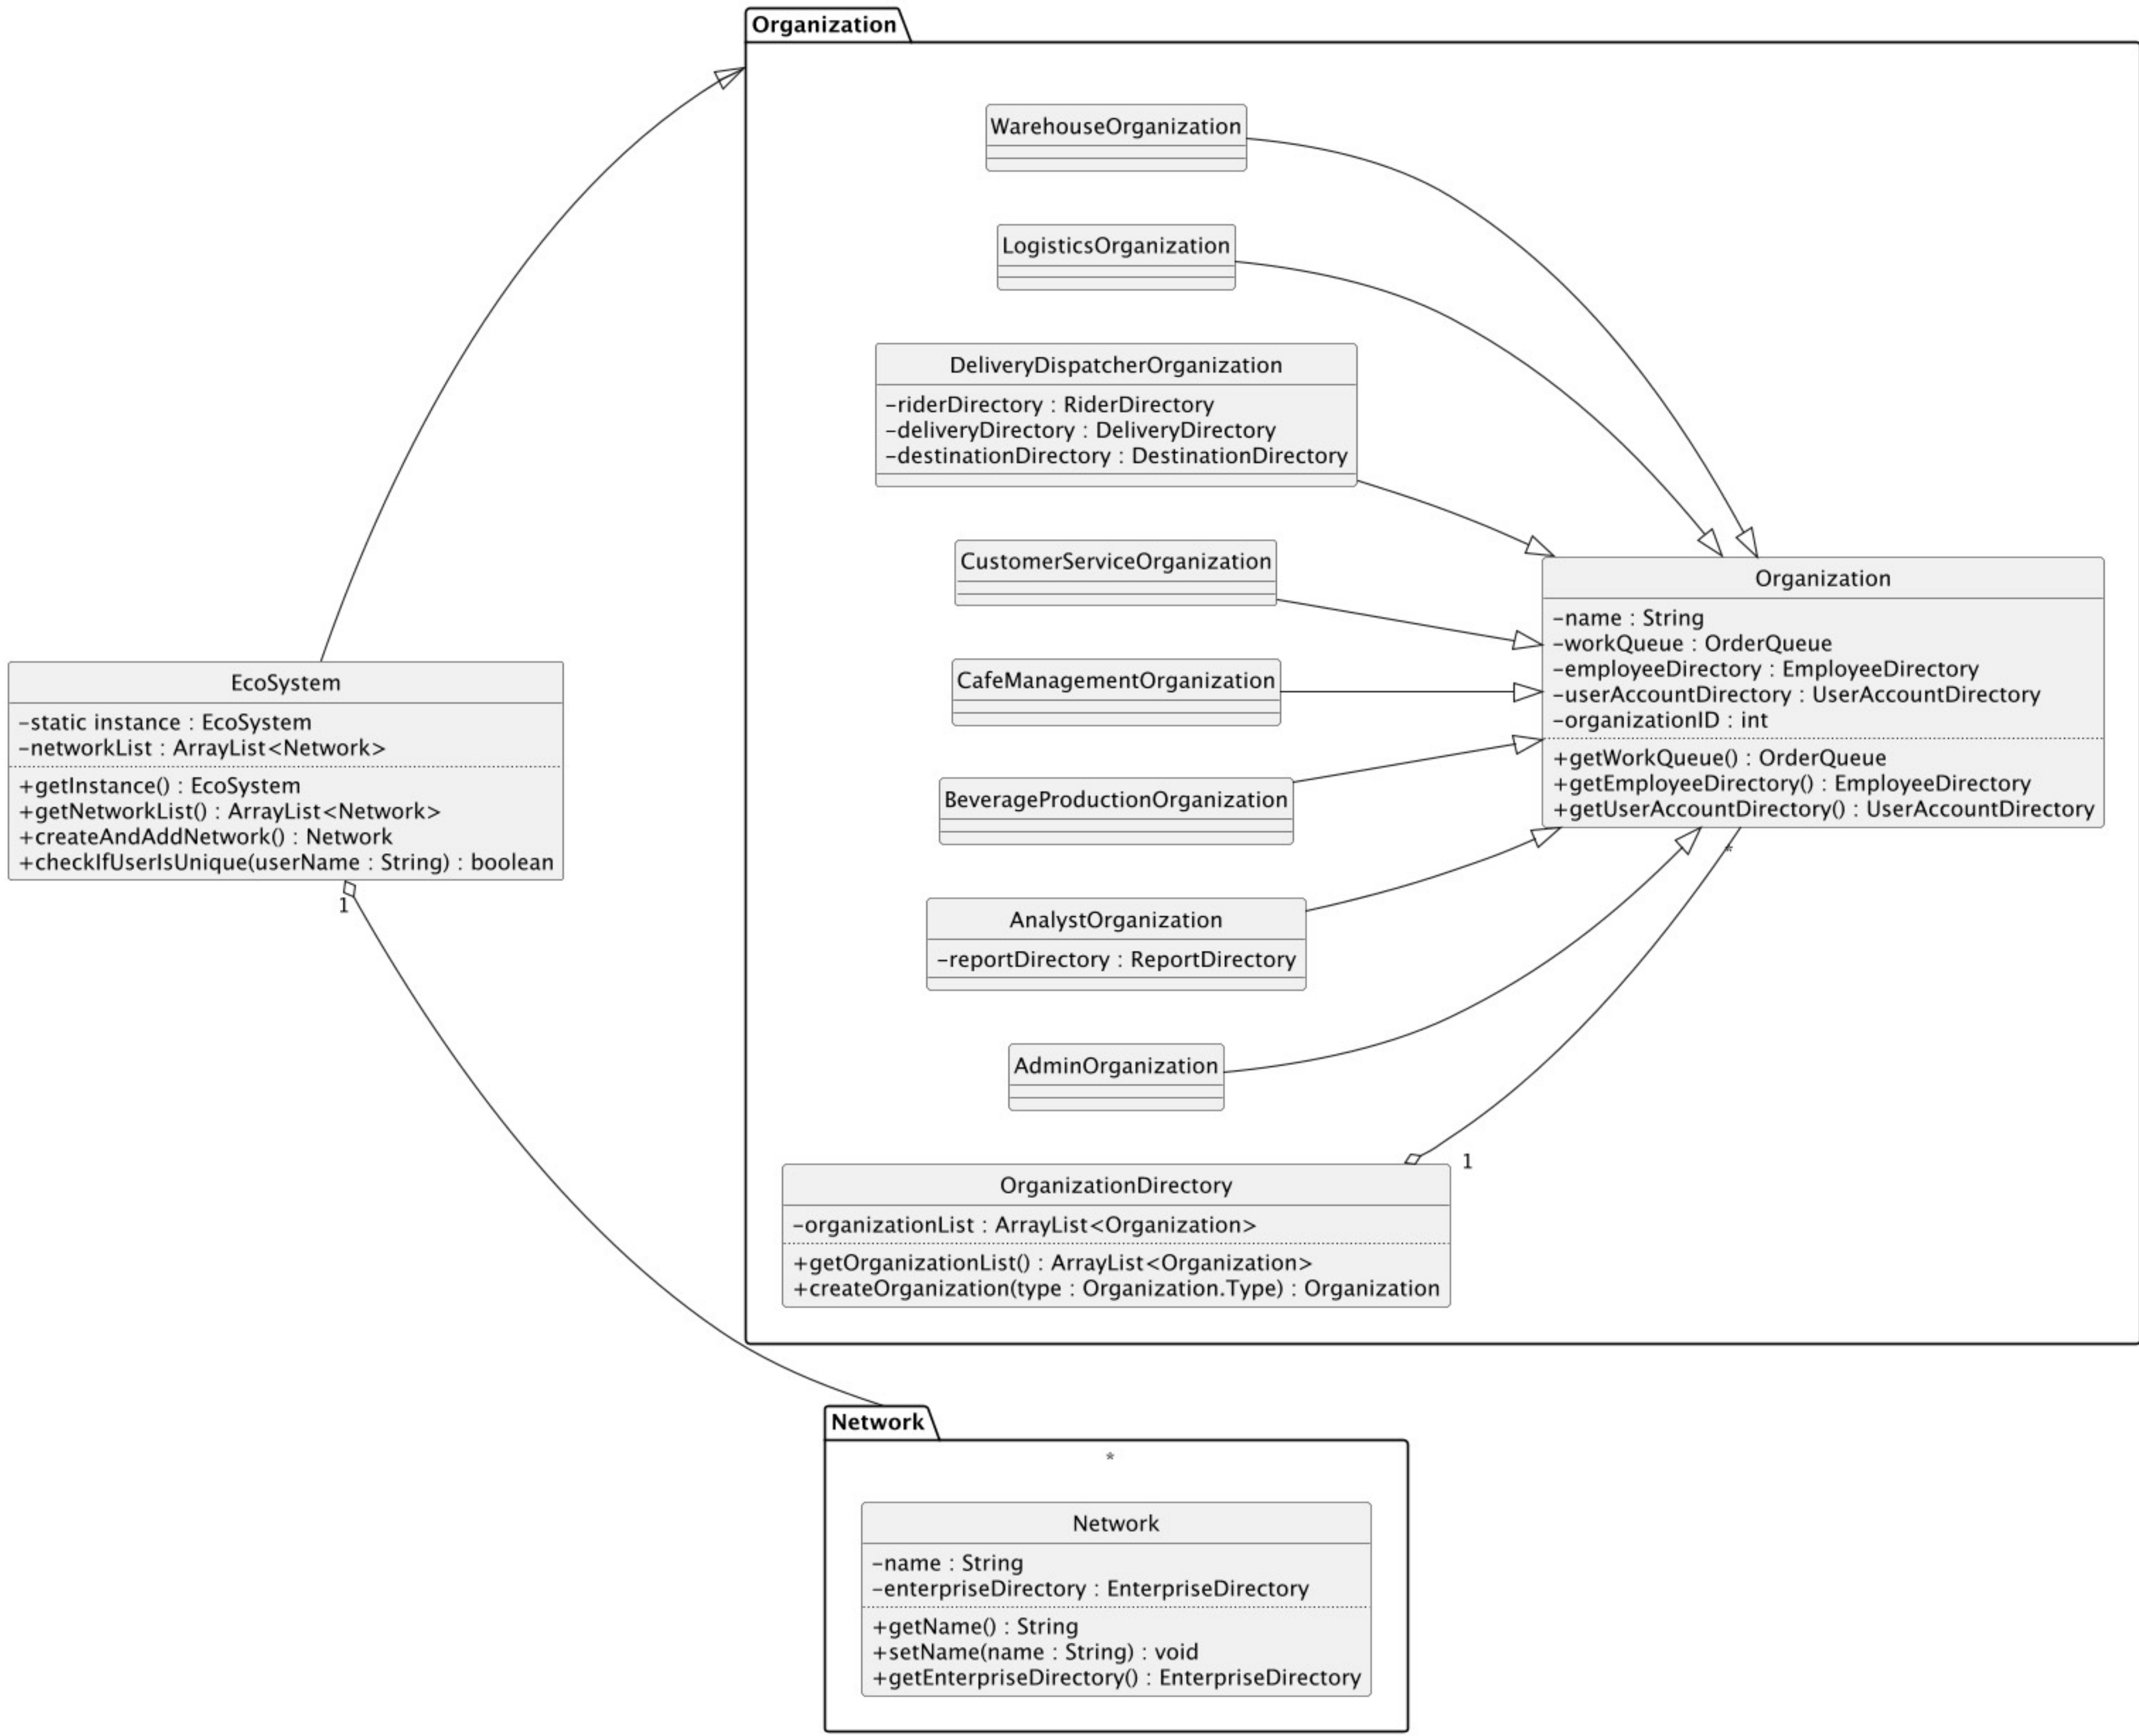 Organization
WarehouseOrganization
LogisticsOrganization
DeliveryDispatcherOrganization
-riderDirectory : RiderDirectory
-deliveryDirectory : DeliveryDirectory
-destinationDirectory : DestinationDirectory
CustomerServiceOrganization
CafeManagementOrganization
BeverageProductionOrganization
AnalystOrganization
-reportDirectory : ReportDirectory
AdminOrganization
Organization
-name : String
-workQueue : OrderQueue
-employeeDirectory : EmployeeDirectory
-userAccountDirectory : UserAccountDirectory
-organizationID : int
+getWorkQueue() : OrderQueue
+getEmployeeDirectory() : EmployeeDirectory
+getUserAccountDirectory() : UserAccountDirectory
*
1
OrganizationDirectory
-organizationList : ArrayList<Organization>
+getOrganizationList() : ArrayList<Organization>
+createOrganization(type : Organization.Type) : Organization
EcoSystem
-static instance : EcoSystem
-networkList : ArrayList<Network>
+getInstance() : EcoSystem
+getNetworkList() : ArrayList<Network>
+createAndAddNetwork() : Network
+checkIfUserIsUnique(userName : String) : boolean
1
Network
*
Network
-name : String
-enterpriseDirectory : EnterpriseDirectory
+getName() : String
+setName(name : String) : void
+getEnterpriseDirectory() : EnterpriseDirectory